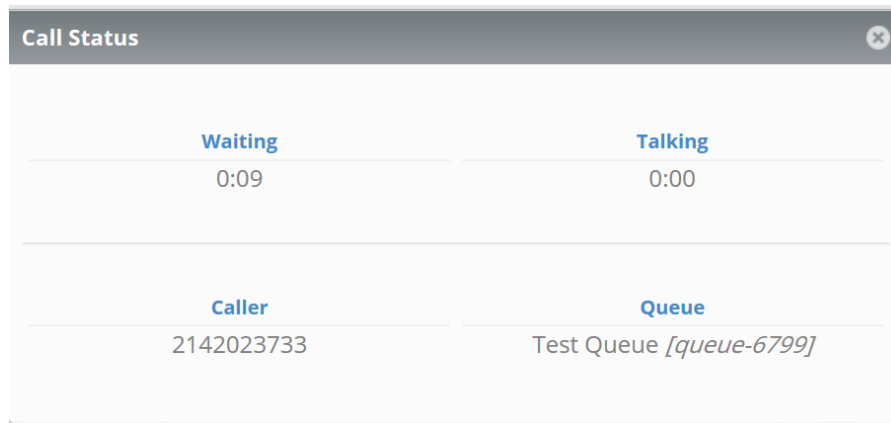 Call Status
Waiting
Talking
0:09
0:00
Caller
Queue
2142023733
Test Queue [queue-6799]